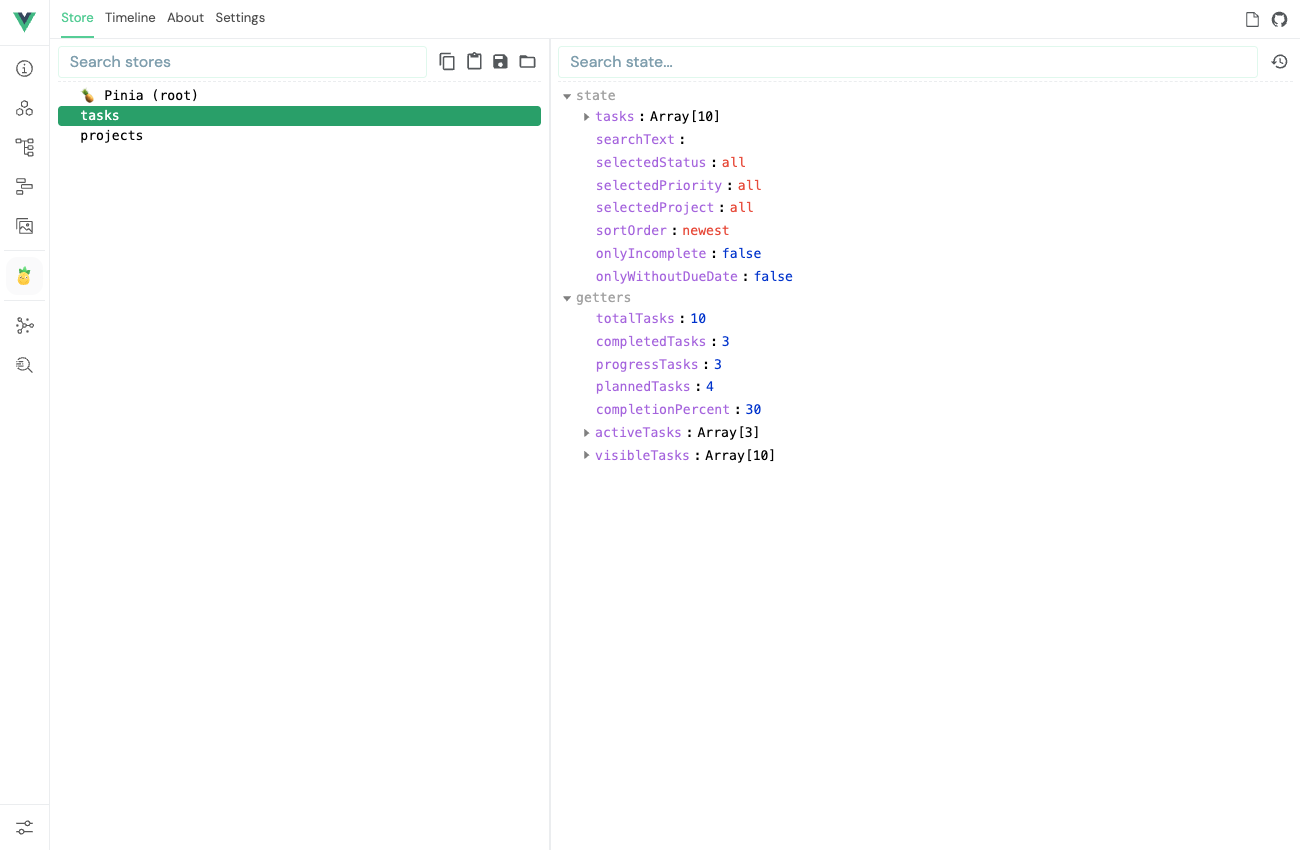 Store Timeline About Settings
Search stores
🍍 Pinia (root)
tasks
projects
Search state...
state
tasks : Array[10]
searchText :
selectedStatus : all
selectedPriority : all
selectedProject : all
sortOrder : newest
onlyIncomplete : false
onlyWithoutDueDate : false
getters
totalTasks : 10
completedTasks : 3
progressTasks : 3
plannedTasks : 4
completionPercent : 30
activeTasks : Array[3]
visibleTasks : Array[10]